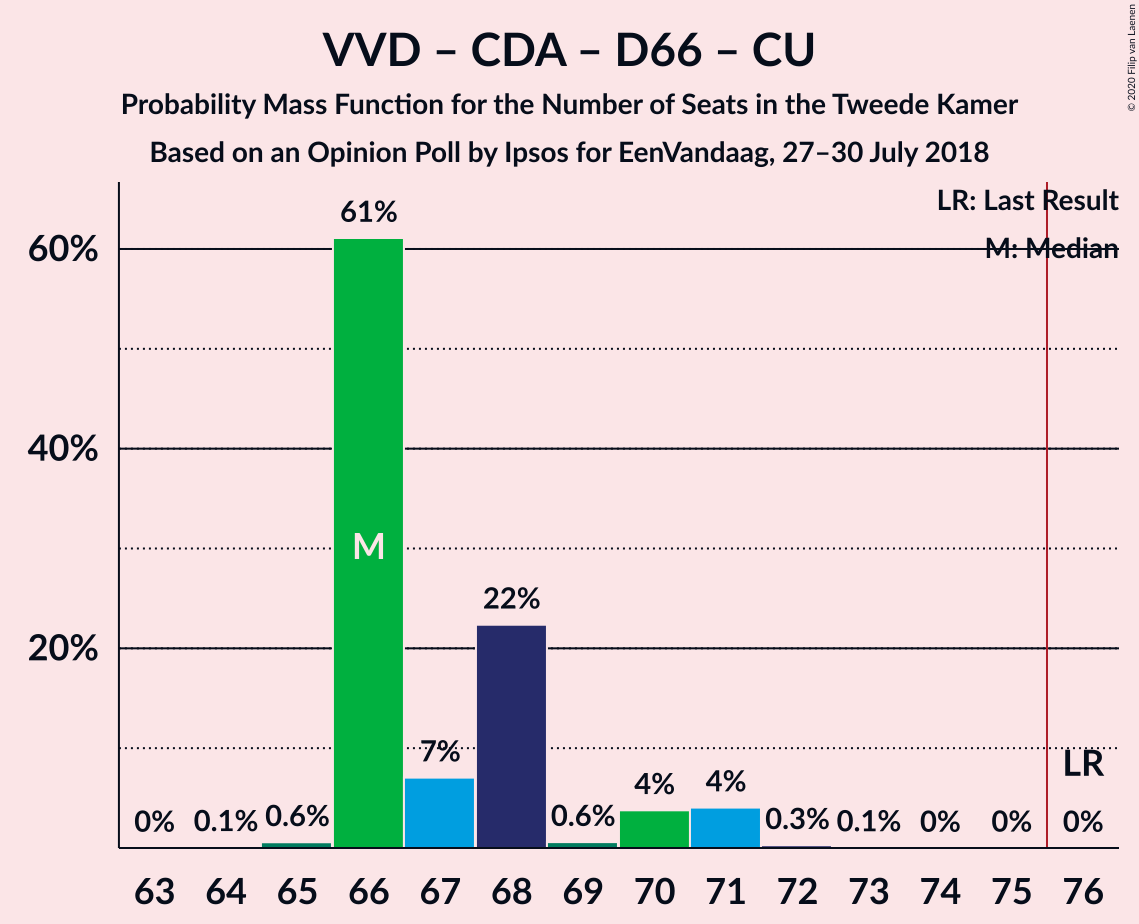 VVD – CDA – D66 – CU
Probability Mass Function for the Number of Seats in the Tweede Kamer
Based on an Opinion Poll by Ipsos for EenVandaag, 27–30 July 2018
© 2020 Filip van Laenen
LR: Last Result
M: Median
60%
40%
20%
61%
M
22%
7%
LR
4%
4%
0% 0.1% 0.6% 0.6% 0.3% 0.1% 0% 0% 0%
63 64 65 66 67 68 69 70 71 72 73 74 75 76